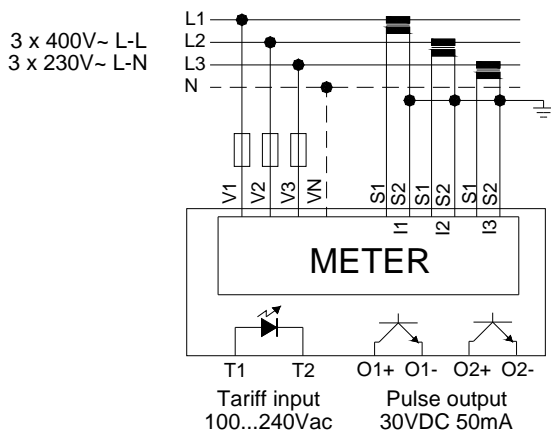 L1
3 x 400V~ L-L
L2
3 x 230V~ L-N
L3
N
V1 V2 V3 VN S1 S2 S1 S2 S1 S2
I1 I2 I3
METER
T1 T2 O1+ O1- O2+ O2-
Tariff input Pulse output
100...240Vac 30VDC 50mA